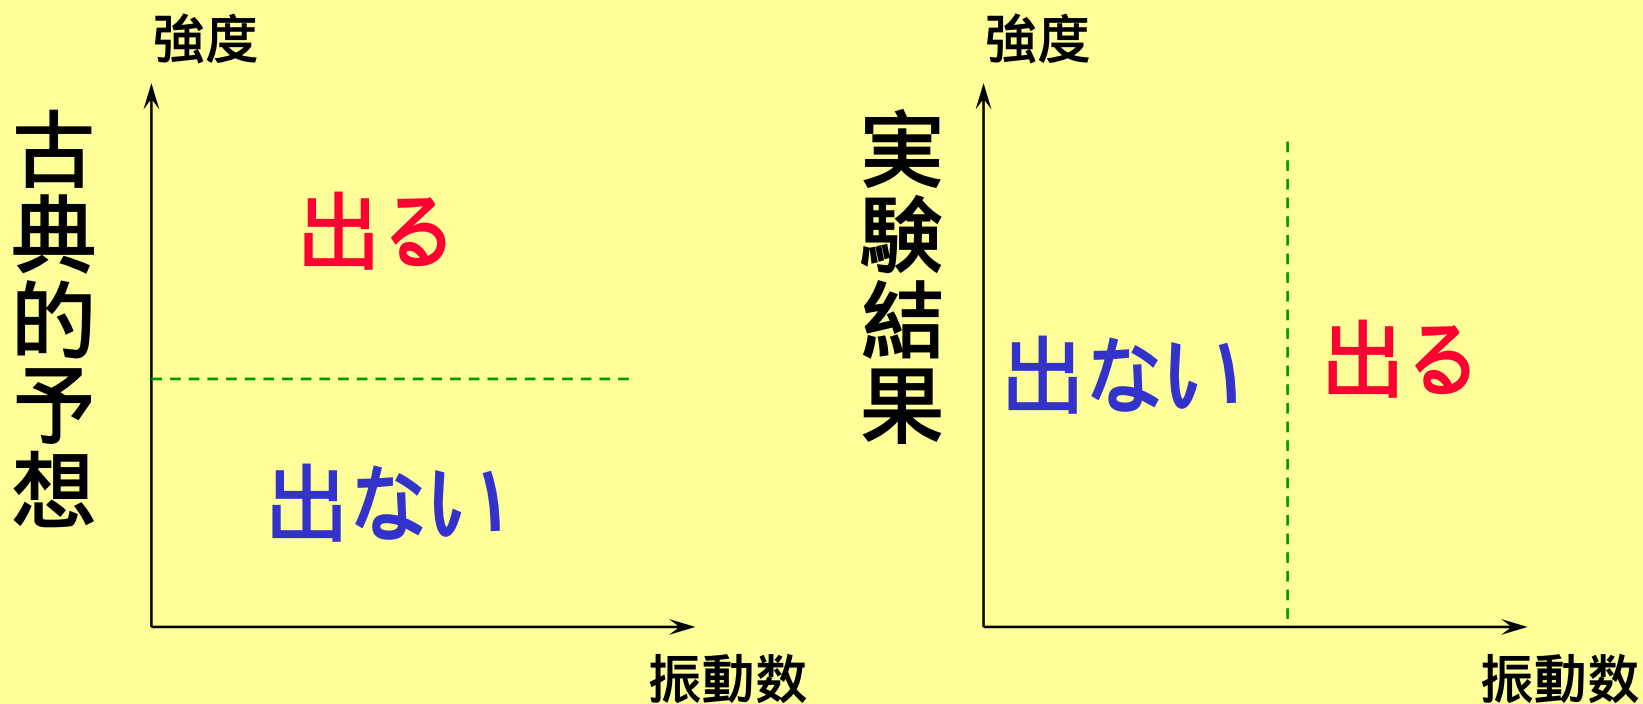 強度
古典的予想
出る
出ない
振動数
強度
実験結果
出ない
出る
振動数